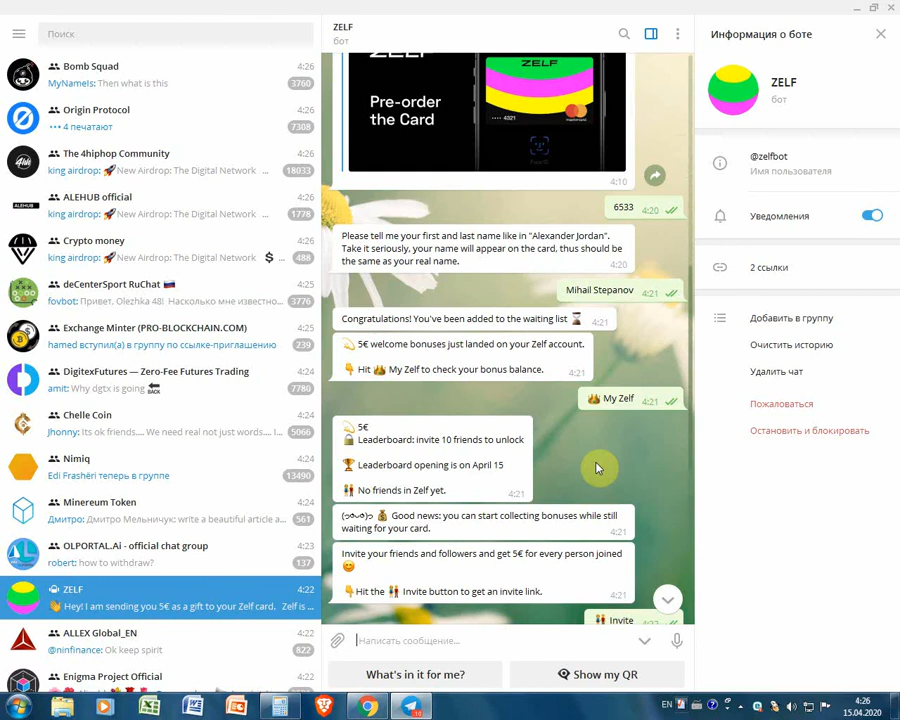 Поиск
Bomb Squad
4:26
MyNameIs: Then what is this
3760
Origin Protocol
4:26
4 печатают
7308
The 4hiphop Community
4:26
king airdrop: 🚀New Airdrop: The Digital Network ...
18033
ALEHUB
ALEHUB official
4:26
king airdrop: 🚀New Airdrop: The Digital Network ...
1778
Crypto money
4:26
king airdrop: 🚀New Airdrop: The Digital Network ... $ ...
488
deCenterSport RuChat 🇷🇺
4:25
fovbot: Привет, Olezhka 48! Насколько мне известно...
3776
Exchange Minter (PRO-BLOCKCHAIN.COM)
4:25
hamed вступил(а) в группу по ссылке-приглашению
239
DigitexFutures — Zero-Fee Futures Trading
4:25
amit: Why dgtx is going 🔙
7780
Chelle Coin
4:24
Jhonny: Its ok friends.... We need real not just words....I ...
5066
Nimiq
4:24
Edi Frashëri теперь в группе
13490
Minereum Token
4:24
Дмитро: Дмитро Мельничук: write a beautiful article a...
561
OLPORTAL.Ai - official chat group
4:23
robert: how to withdraw?
137
ZELF
4:22
👋 Hey! I am sending you 5€ as a gift to your Zelf card, Zelf is ...
ALLEX Global_EN
4:22
@ninfinance: Ok keep spirit
822
Enigma Project Official
4:22
ZELF
бот
ZELF
Pre-order
the Card
ZELF
4321
4:10
6533
4:20
Please tell me your first and last name like in "Alexander Jordan".
Take it seriously, your name will appear on the card, thus should be
the same as your real name.
4:20
Mihail Stepanov
4:21
Congratulations! You've been added to the waiting list ⌛
4:21
💫 5€ welcome bonuses just landed on your Zelf account.
👇 Hit 👑 My Zelf to check your bonus balance.
4:21
👑 My Zelf
4:21
💫 5€
🔒 Leaderboard: invite 10 friends to unlock
🏆 Leaderboard opening is on April 15
👬 No friends in Zelf yet.
4:21
💰 Good news: you can start collecting bonuses while still
waiting for your card.
4:21
Invite your friends and followers and get 5€ for every person joined
😊
👇Hit the 👬 Invite button to get an invite link.
4:21
👬 Invite
Написать сообщение...
What's in it for me?
Show my QR
Информация о боте
ZELF
бот
@zelfbot
Имя пользователя
Уведомления
2 ссылки
Добавить в группу
Очистить историю
Удалить чат
Пожаловаться
Остановить и блокировать
EN
4:26
15.04.2020